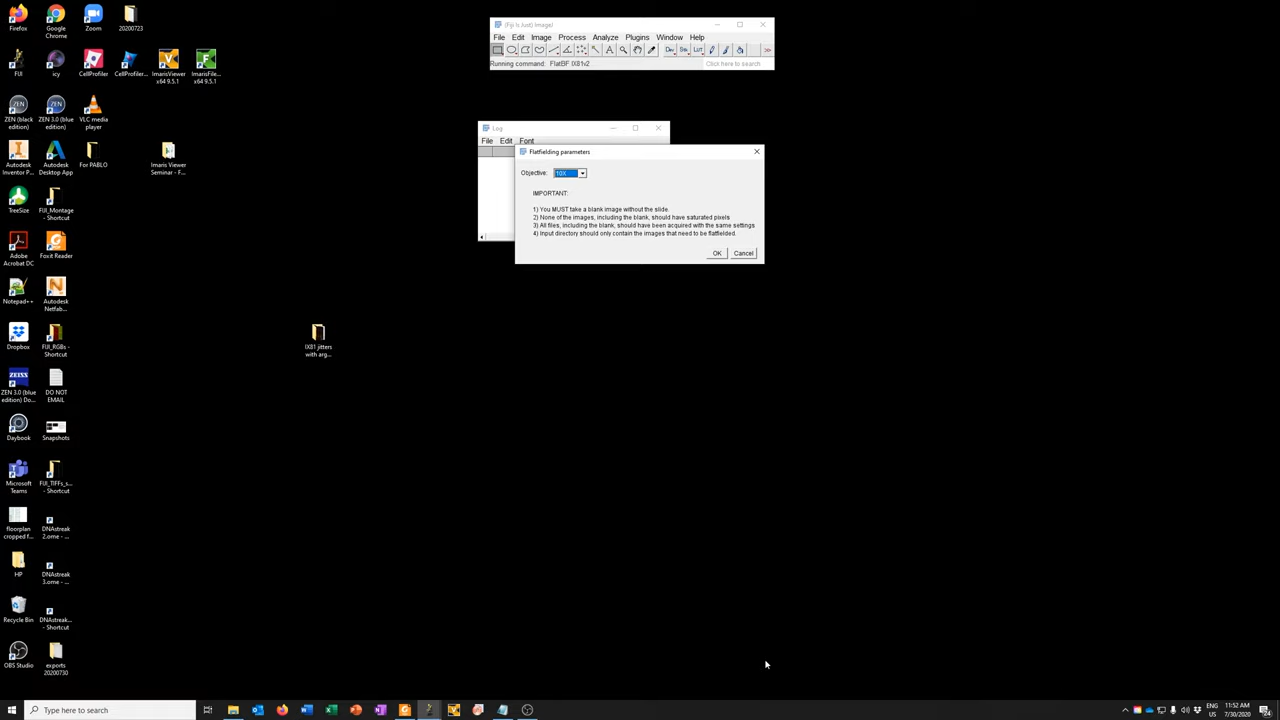 Firefox
Google Chrome
Zoom
20200723
FIJI
icy
CellProfiler
CellProfiler...
ImarisViewer x64 9.5.1
ImarisFile... x64 9.5.1
ZEN (black edition)
ZEN 3.0 (blue edition)
VLC media player
Autodesk Inventor P...
Autodesk Desktop App
For PABLO
Imaris Viewer Seminar - F...
TreeSize
FIJI_Montage - Shortcut
Adobe Acrobat DC
Foxit Reader
Notepad++
Autodesk Netfab...
Dropbox
FIJI_RGBs - Shortcut
IX81 jitters with arg...
ZEISS
ZEN 3.0 (blue edition) Do...
DO NOT EMAIL
Daybook
Snapshots
Microsoft Teams
FIJI_TIFFs_s... - Shortcut
floorplan cropped f...
DNAstreak 2.ome - ...
HP
DNAstreak 3.ome - ...
Recycle Bin
DNAstreak... - Shortcut
OBS Studio
exports 20200730
(Fiji Is Just) ImageJ
File Edit Image Process Analyze Plugins Window Help
Dev Stk LUT >>
Running command: FlatBF IX81v2
Click here to search
Log
File Edit Font
Flatfielding parameters
Objective: 10X
IMPORTANT:
1) You MUST take a blank image without the slide.
2) None of the images, including the blank, should have saturated pixels
3) All files, including the blank, should have been acquired with the same settings
4) Input directory should only contain the images that need to be flatfielded.
OK Cancel
Type here to search
ENG
US
11:52 AM
7/30/2020